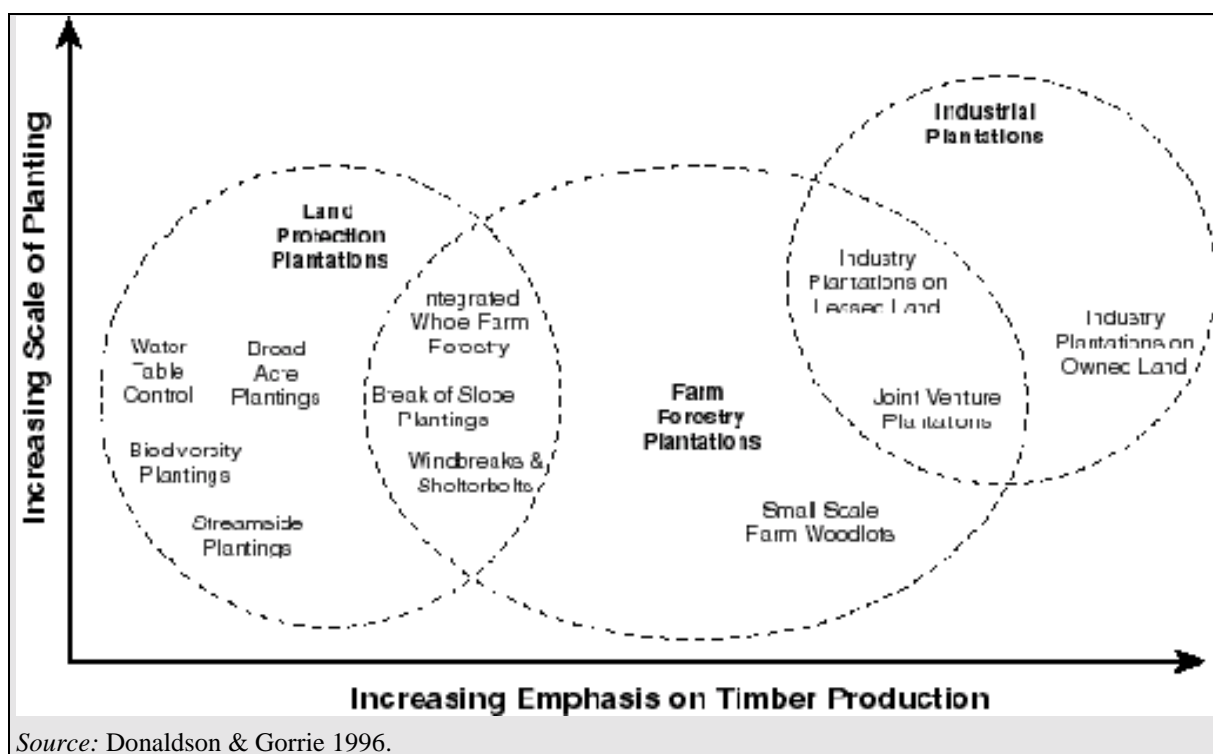 Increasing Scale of Planting
Industrial
Plantations
Land
Protection
Plantations
Industry
Plantations on
Leased Land
Integrated
Whole Farm
Forestry
Industry
Plantations on
Owned Land
Water
Table
Control
Broad
Acre
Plantings
Break of Slope
Plantings
Farm
Forestry
Plantations
Joint Venture
Plantations
Biodiversity
Plantings
Windbreaks &
Shelterbelts
Streamside
Plantings
Small Scale
Farm Woodlots
Increasing Emphasis on Timber Production
Source: Donaldson & Gorrie 1996.